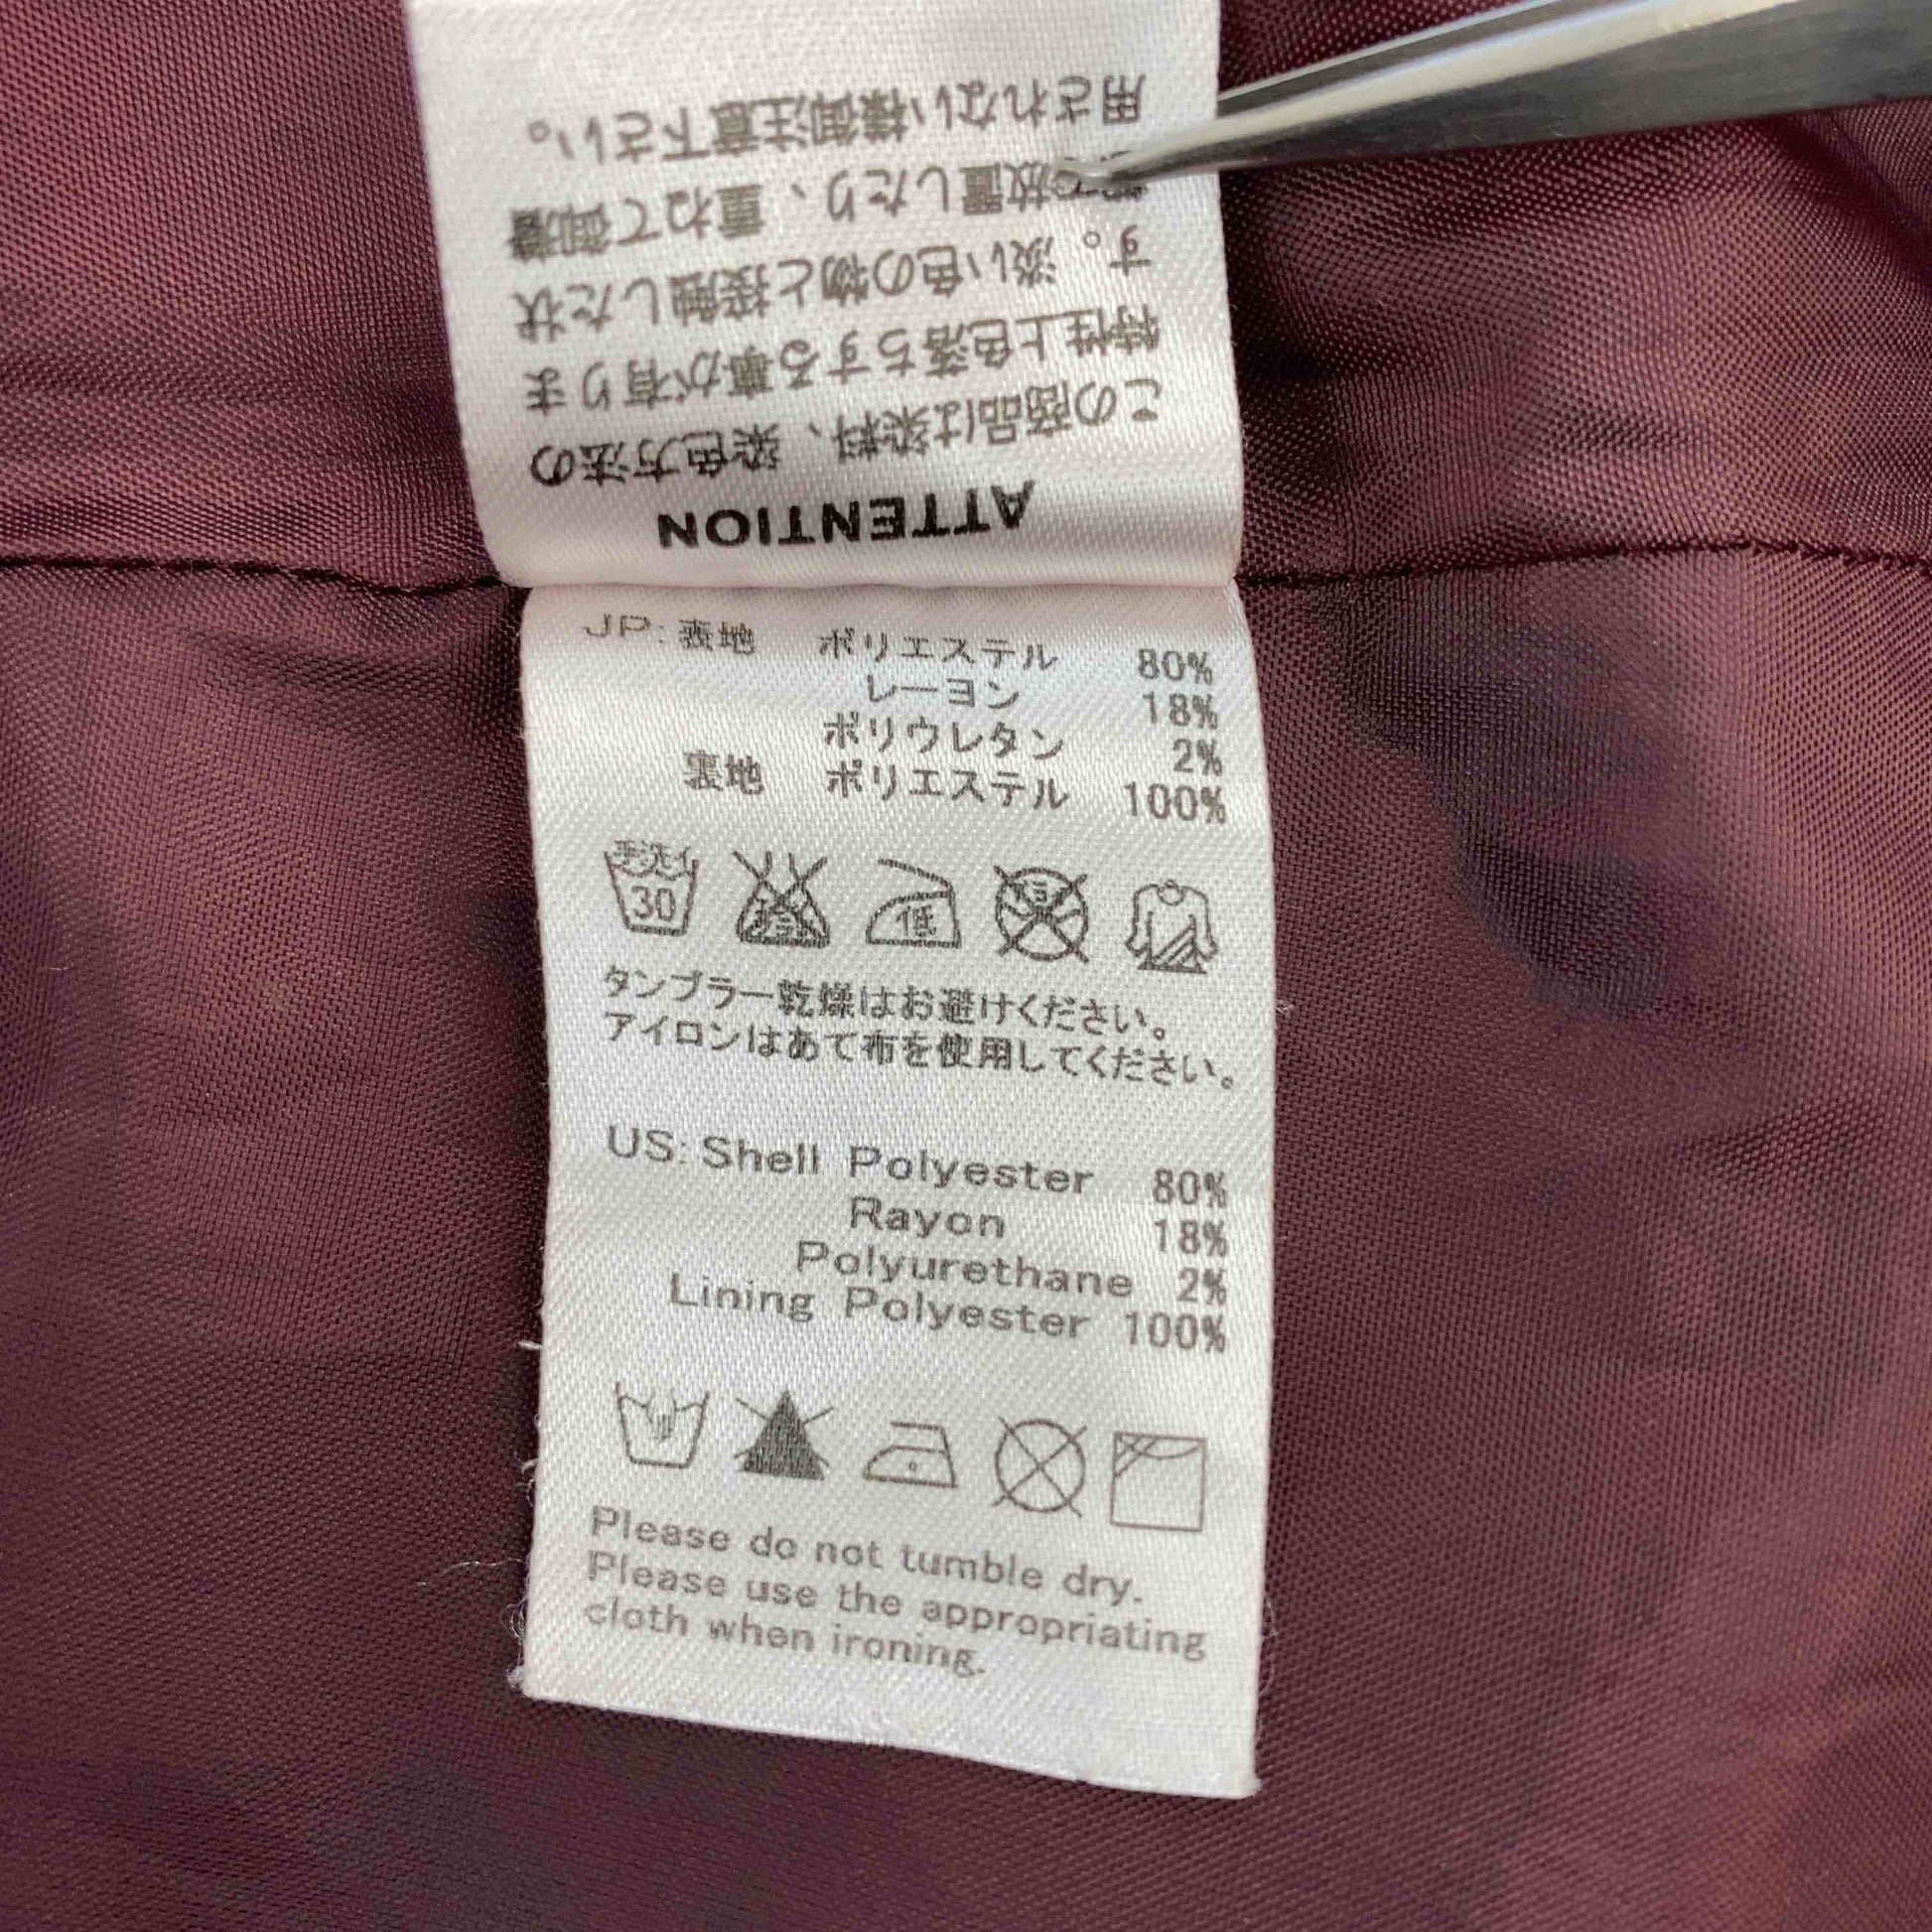 ATTENTION
この商品は染料、染色方法の
特性上色落ちする事が有りま
す。淡い色の物と接触した状
で放置したり、重ねて御着
用されない様御注意下さい。
JP:表地 ポリエステル 80%
レーヨン 18%
ポリウレタン 2%
裏地 ポリエステル 100%
手洗イ
30
低
タンブラー乾燥はお避けください。
アイロンはあて布を使用してください。
US: Shell Polyester 80%
Rayon 18%
Polyurethane 2%
Lining Polyester 100%
Please do not tumble dry.
Please use the appropriating
cloth when ironing.